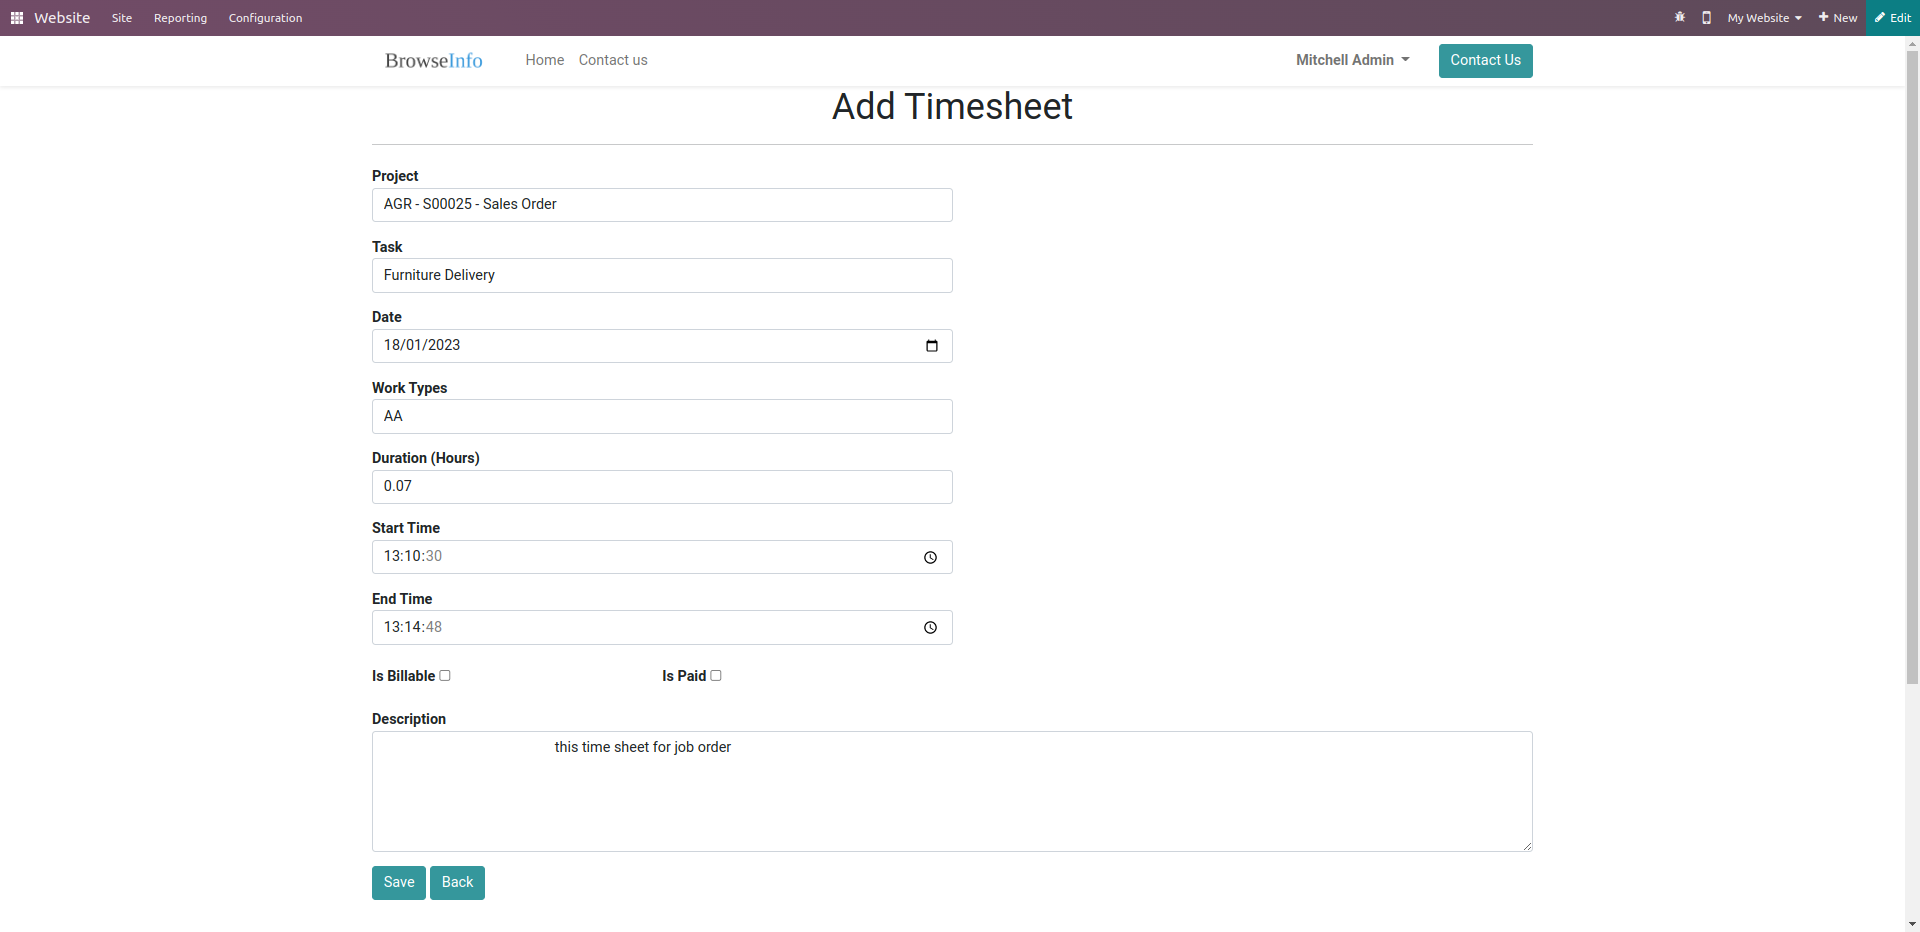 Website Site Reporting Configuration My Website New Edit
BrowseInfo Home Contact us Mitchell Admin Contact Us
Add Timesheet
Project
AGR - S00025 - Sales Order
Task
Furniture Delivery
Date
18/01/2023
Work Types
AA
Duration (Hours)
0.07
Start Time
13:10:30
End Time
13:14:48
Is Billable Is Paid
Description
this time sheet for job order
Save Back